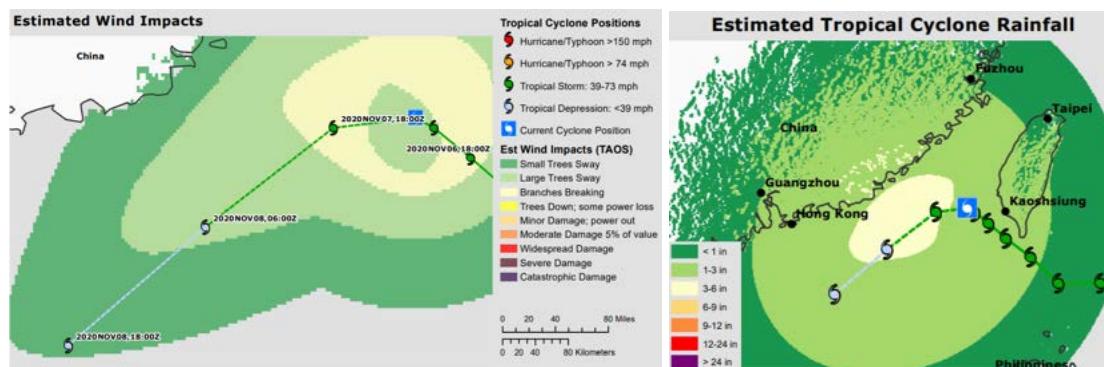 Estimated Wind Impacts
China
2020NOV07,18:00Z
2020NOV06,18:00Z
2020NOV08,06:00Z
2020NOV08,18:00Z
Tropical Cyclone Positions
Hurricane/Typhoon >150 mph
Hurricane/Typhoon > 74 mph
Tropical Storm: 39-73 mph
Tropical Depression: <39 mph
Current Cyclone Position
Est Wind Impacts (TAOS)
Small Trees Sway
Large Trees Sway
Branches Breaking
Trees Down; some power loss
Minor Damage; power out
Moderate Damage 5% of value
Widespread Damage
Severe Damage
Catastrophic Damage
0 20 40 80 Miles
0 20 40 80 Kilometers
Estimated Tropical Cyclone Rainfall
Fuzhou
Taipei
China
Guangzhou
Kaoshsiung
Hong Kong
Philippines
< 1 in
1-3 in
3-6 in
6-9 in
9-12 in
12-24 in
> 24 in